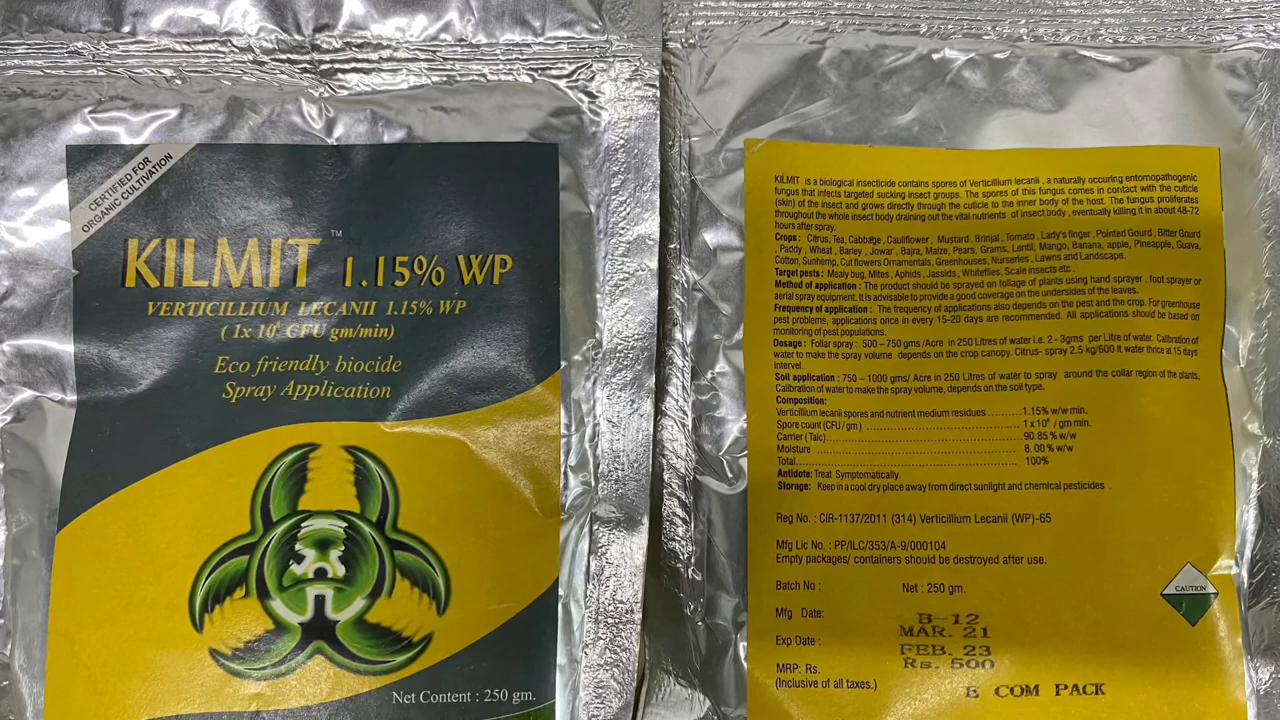 CERTIFIED FOR
ORGANIC CULTIVATION
KILMIT™ 1.15% WP
VERTICILLIUM LECANII 1.15% WP
CFU gm/min)
Eco friendly biocide
Spray Application
Net Content : 250 gm.
KILMIT is a biological insecticide contains spores of Verticillium lecanii , a naturally occuring entomopathogenic
fungus that infects targeted sucking insect groups. The spores of this fungus comes in contact with the cuticle
(skin) of the insect and grows directly through the cuticle to the inner body of the host. The fungus proliferates
throughout the whole insect body draining out the vital nutrients of insect body , eventually killing it in about 48-72
hours after spray.
Crops : Citrus, Tea, Cabbage, Cauliflower, Mustard, Brinjal, Tomato, Lady's finger, Pointed Gourd, Bitter Gourd
, Paddy, Wheat, Barley, Jowar, Bajra, Maize, Pears, Grams, Lentil, Mango, Banana, apple, Pineapple, Guava,
Cotton, Sunhemp, Cut flowers Ornamentals, Greenhouses, Nurseries, Lawns and Landscape.
Target pests : Mealy bug, Mites, Aphids, Jassids, Whiteflies, Scale insects etc .
Method of application : The product should be sprayed on foliage of plants using hand sprayer , foot sprayer or
aerial spray equipment. It is advisable to provide a good coverage on the undersides of the leaves.
Frequency of application : The frequency of applications also depends on the pest and the crop. For greenhouse
pest problems, applications once in every 15-20 days are recommended. All applications should be based on
monitoring of pest populations.
Dosage : Foliar spray : 500 – 750 gms/Acre in 250 Litres of water i.e. 2 – 3gms per Litre of water. Calibration of
water to make the spray volume depends on the crop canopy. Citrus- spray 2.5 kg/600 lt water thrice at 15 days
intervel.
Soil application : 750 – 1000 gms/ Acre in 250 Litres of water to spray around the collar region of the plants,
Calibration of water to make the spray volume, depends on the soil type.
Composition:
Verticillium lecanii spores and nutrient medium residues ..........1.15% w/w min.
Spore count (CFU / gm ) .......................................... 1 x 10⁸ / gm min.
Carrier ( Talc)......................................................90.85 % w/w
Moisture ...................................................... 8.00 % w/w
Total............................................................ 100%
Antidote: Treat Symptomatically
Storage: Keep in a cool dry place away from direct sunlight and chemical pesticides .
Reg No. : CIR-1137/2011 (314) Verticillium Lecanii (WP)-65
Mfg Lic No. : PP/ILC/353/A-9/000104
Empty packages/ containers should be destroyed after use.
Batch No : Net : 250 gm.
CAUTION
Mfg Date: B-12
MAR. 21
Exp Date : FEB. 23
MRP: Rs. Rs. 500
(Inclusive of all taxes.)
E COM PACK